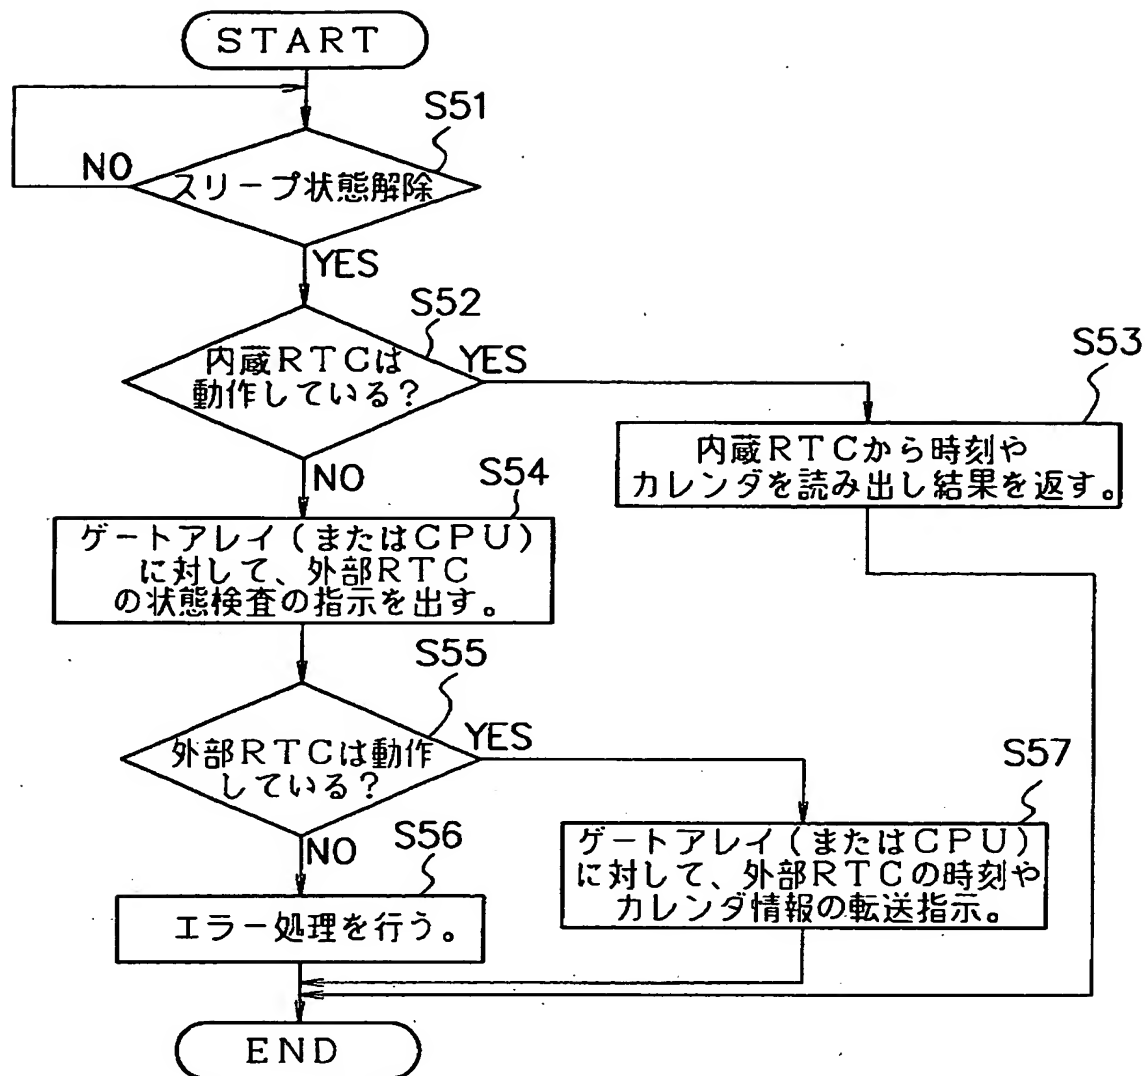 START
S51
NO
スリープ状態解除
YES
S52
内蔵RTCは
動作している?
YES
S53
内蔵RTCから時刻や
カレンダを読み出し結果を返す。
NO
S54
ゲートアレイ(またはCPU)
に対して、外部RTC
の状態検査の指示を出す。
S55
外部RTCは動作
している?
YES
S57
ゲートアレイ(またはCPU)
に対して、外部RTCの時刻や
カレンダ情報の転送指示。
NO
S56
エラー処理を行う。
END